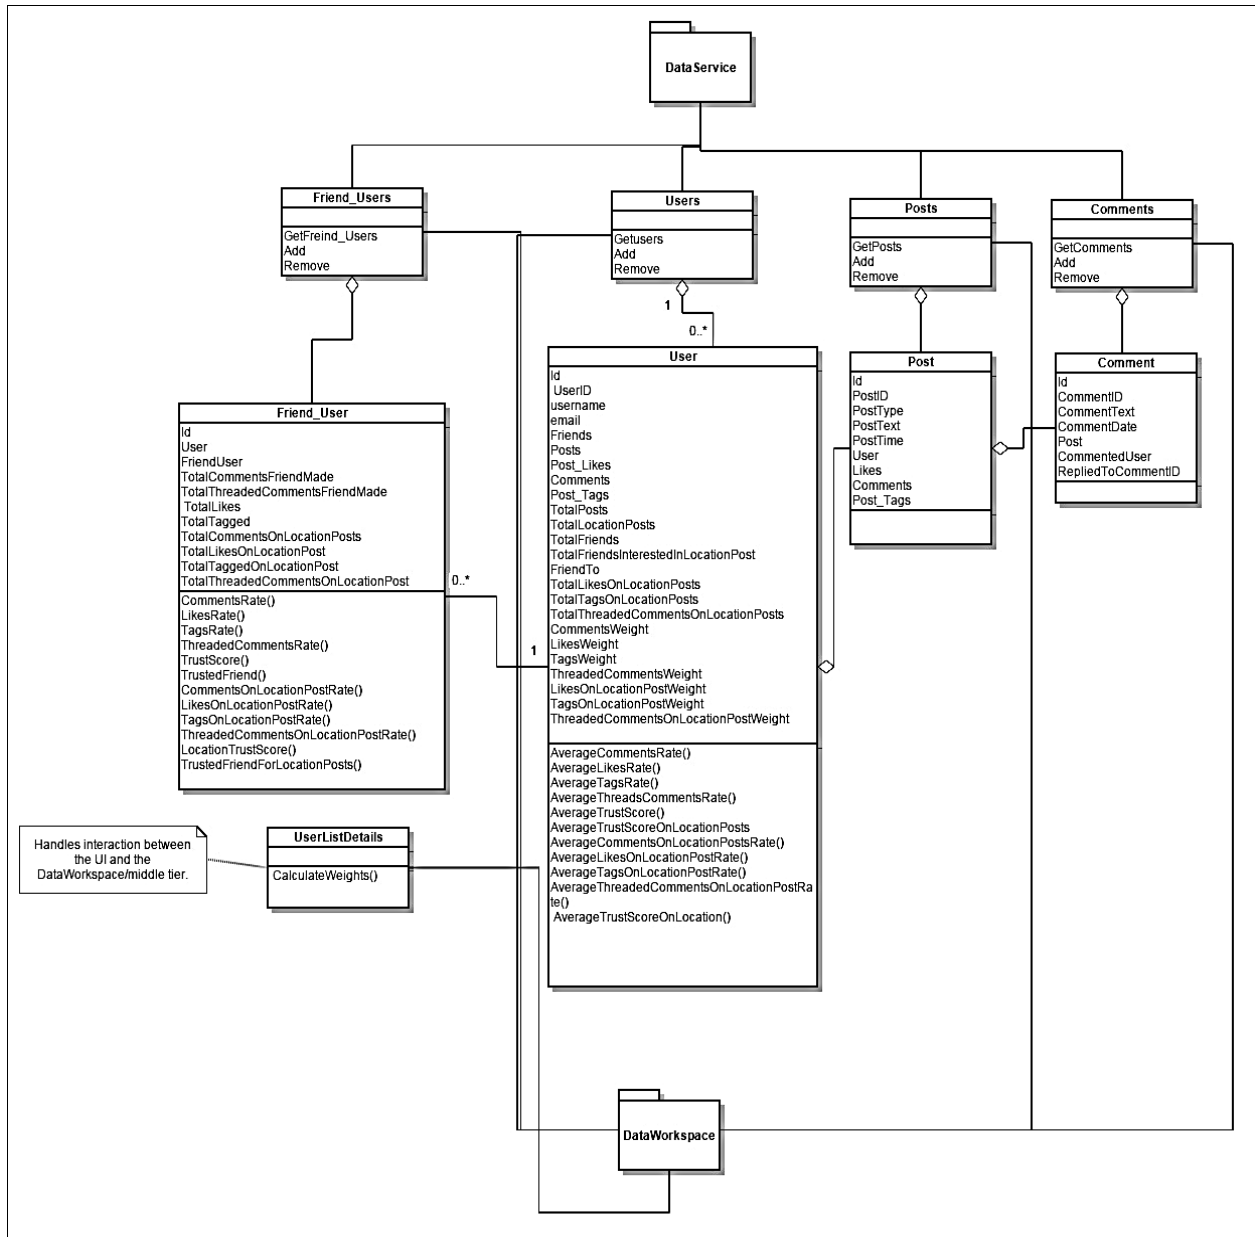 DataService
Friend_Users
GetFreind_Users
Add
Remove
Users
Getusers
Add
Remove
Posts
GetPosts
Add
Remove
Comments
GetComments
Add
Remove
1
0..*
Friend_User
Id
User
FriendUser
TotalCommentsFriendMade
TotalThreadedCommentsFriendMade
TotalLikes
TotalTagged
TotalCommentsOnLocationPosts
TotalLikesOnLocationPost
TotalTaggedOnLocationPost
TotalThreadedCommentsOnLocationPost
CommentsRate()
LikesRate()
TagsRate()
ThreadedCommentsRate()
TrustScore()
TrustedFriend()
CommentsOnLocationPostRate()
LikesOnLocationPostRate()
TagsOnLocationPostRate()
ThreadedCommentsOnLocationPostRate()
LocationTrustScore()
TrustedFriendForLocationPosts()
0..*
1
User
Id
UserID
username
email
Friends
Posts
Post_Likes
Comments
Post_Tags
TotalPosts
TotalLocationPosts
TotalFriends
TotalFriendsInterestedInLocationPost
FriendTo
TotalLikesOnLocationPosts
TotalTagsOnLocationPosts
TotalThreadedCommentsOnLocationPosts
CommentsWeight
LikesWeight
TagsWeight
ThreadedCommentsWeight
LikesOnLocationPostWeight
TagsOnLocationPostWeight
ThreadedCommentsOnLocationPostWeight
AverageCommentsRate()
AverageLikesRate()
AverageTagsRate()
AverageThreadsCommentsRate()
AverageTrustScore()
AverageTrustScoreOnLocationPosts
AverageCommentsOnLocationPostsRate()
AverageLikesOnLocationPostRate()
AverageTagsOnLocationPostRate()
AverageThreadedCommentsOnLocationPostRa
te()
AverageTrustScoreOnLocation()
Post
Id
PostID
PostType
PostText
PostTime
User
Likes
Comments
Post_Tags
Comment
Id
CommentID
CommentText
CommentDate
Post
CommentedUser
RepliedToCommentID
Handles interaction between
the UI and the
DataWorkspace/middle tier.
UserListDetails
CalculateWeights()
DataWorkspace